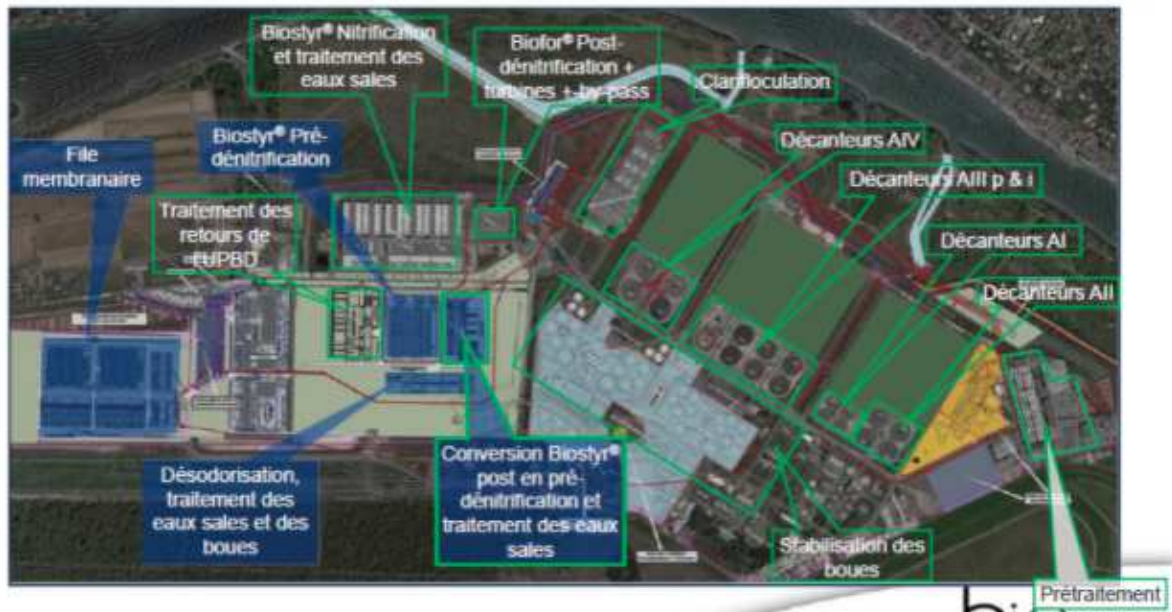 Biostyr® Nitrification
et traitement des
eaux sales
Biofor® Post-
dénitrification +
turbines +-by-pass
Clarifloculation
Biostyr® Pré-
dénitrification
Décanteurs AIV
File
membranaire
Décanteurs AIII p & i
Traitement des
retours de
l'UPBD
Décanteurs AI
Décanteurs AII
Désodorisation,
traitement des
eaux sales et des
boues
Conversion Biostyr®
post en pré-
dénitrification et
traitement des eaux
sales
Stabilisation des
boues
Prétraitement